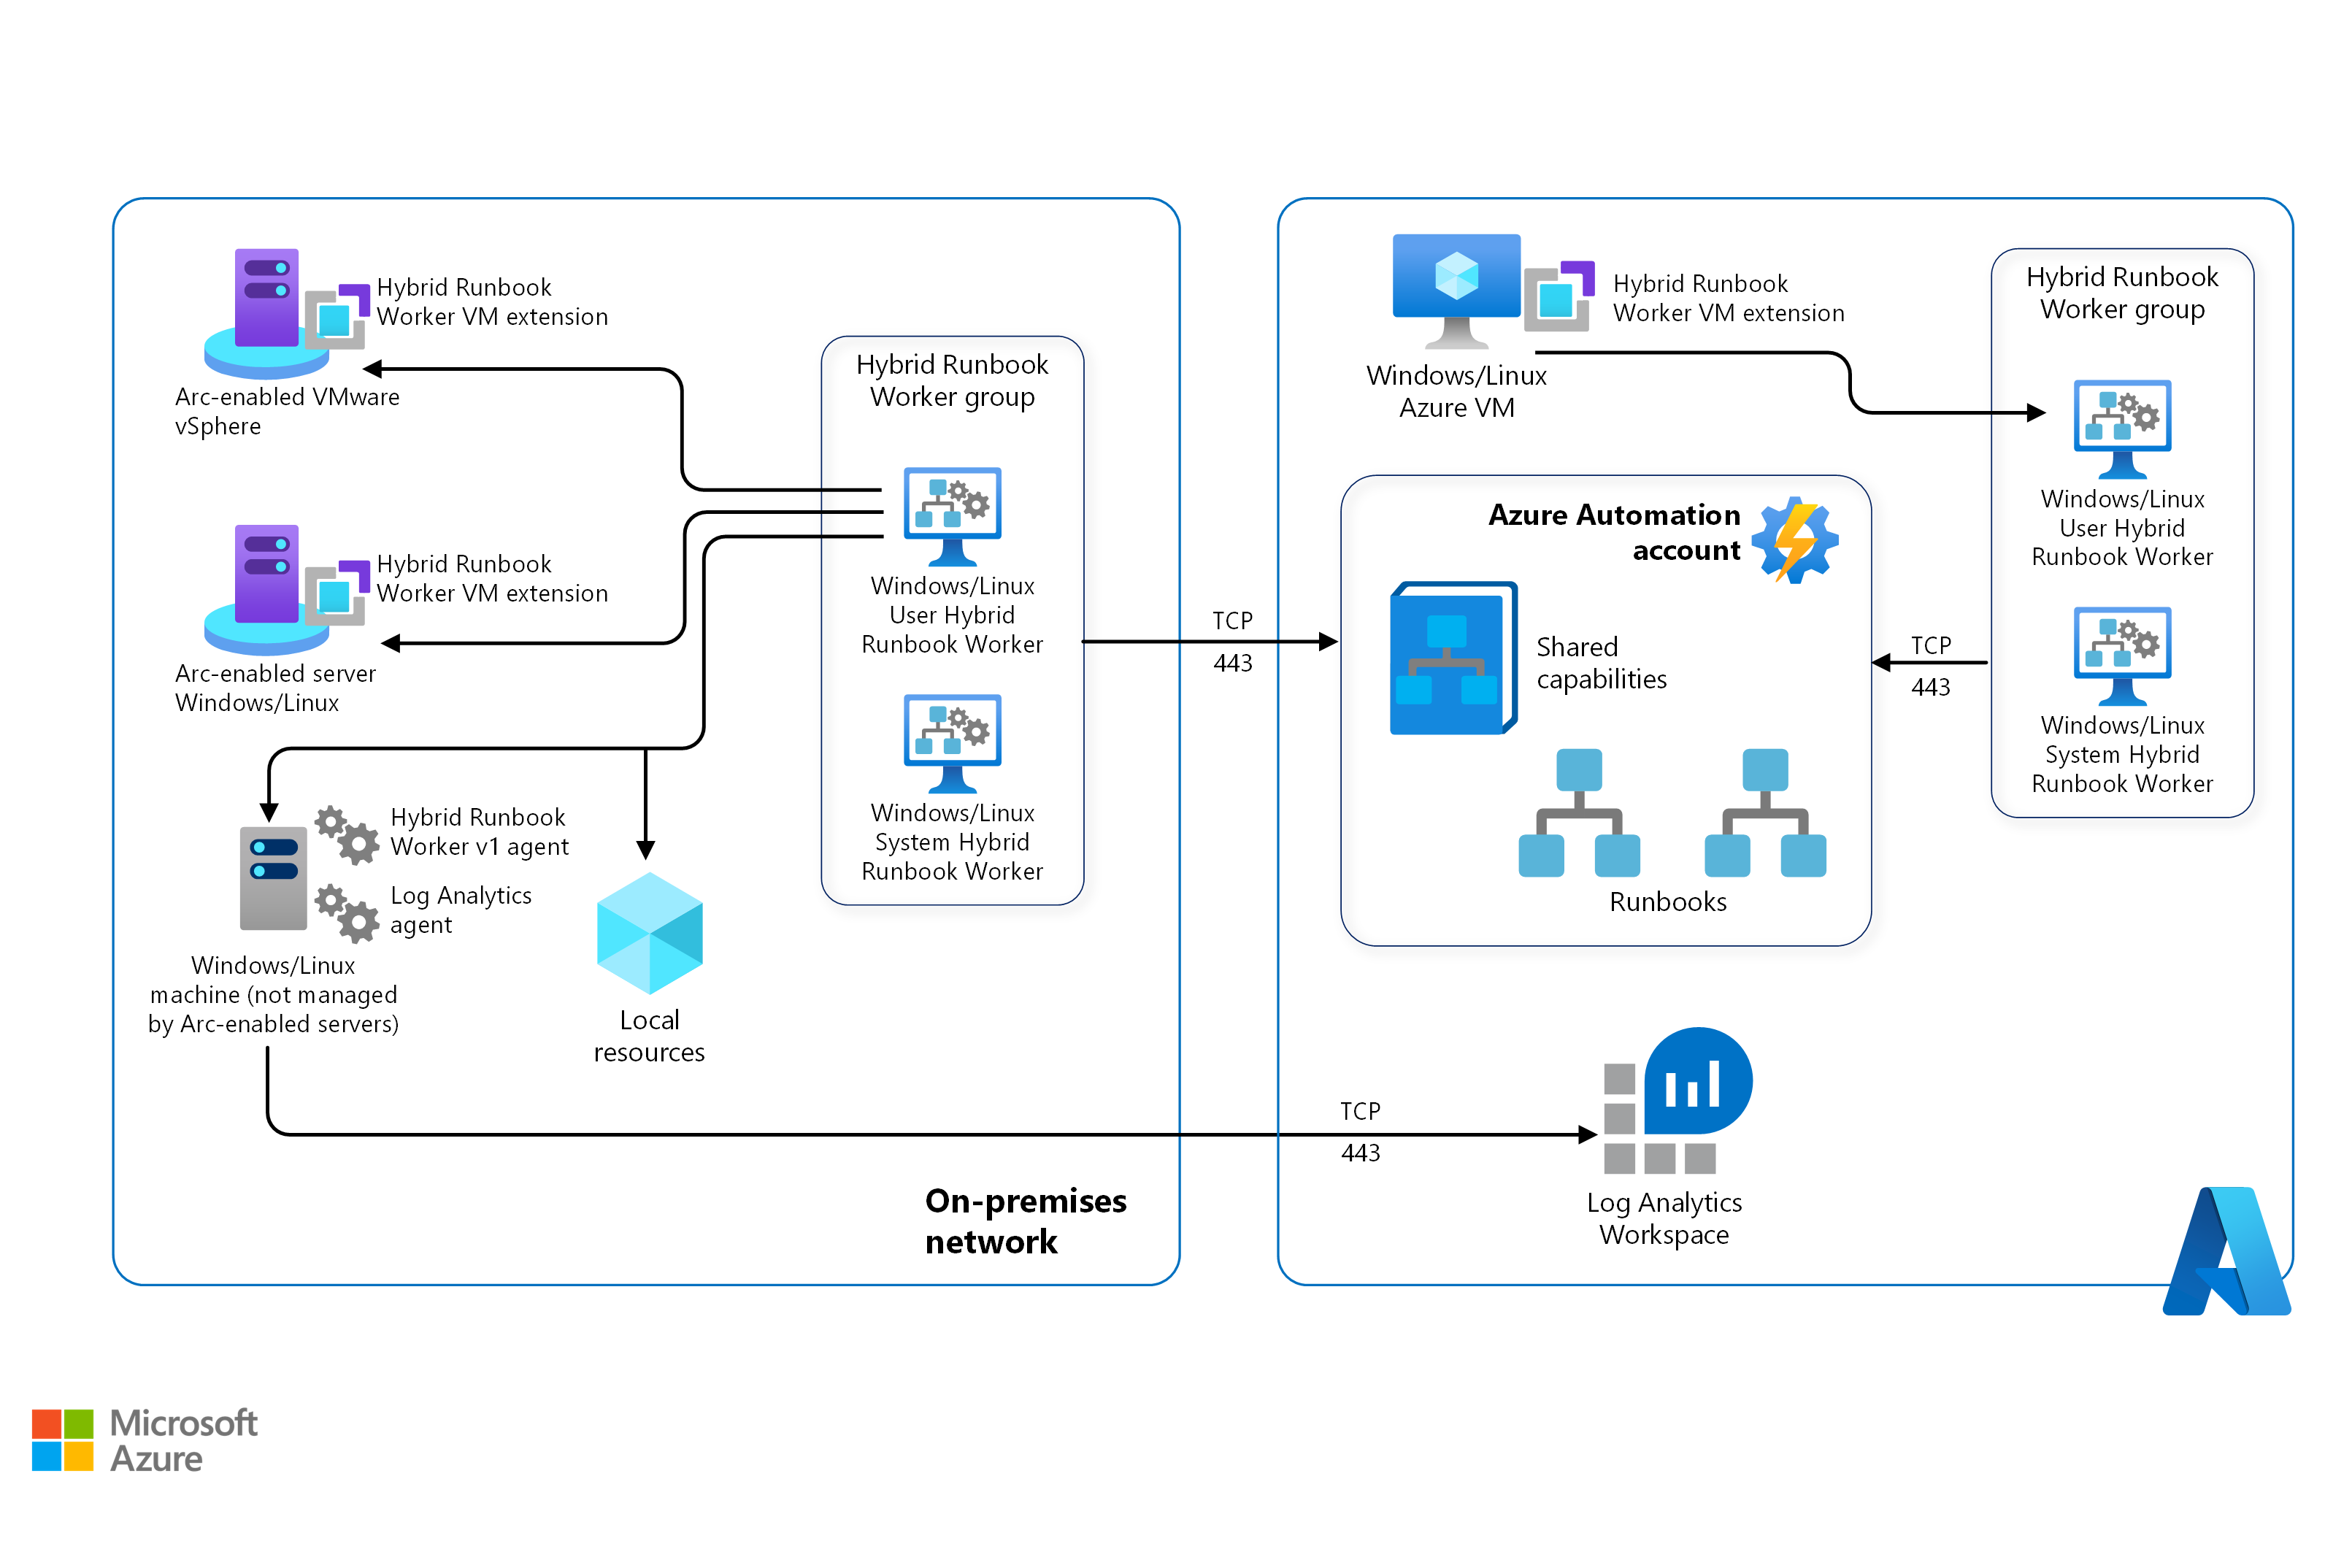 Hybrid Runbook
Worker VM extension
Arc-enabled VMware
vSphere
Hybrid Runbook
Worker VM extension
Arc-enabled server
Windows/Linux
Hybrid Runbook
Worker v1 agent
Log Analytics
agent
Windows/Linux
machine (not managed
by Arc-enabled servers)
Local
resources
Hybrid Runbook
Worker group
Windows/Linux
User Hybrid
Runbook Worker
Windows/Linux
System Hybrid
Runbook Worker
On-premises
network
TCP
443
TCP
443
Hybrid Runbook
Worker VM extension
Windows/Linux
Azure VM
Azure Automation
account
Shared
capabilities
Runbooks
TCP
443
Hybrid Runbook
Worker group
Windows/Linux
User Hybrid
Runbook Worker
Windows/Linux
System Hybrid
Runbook Worker
Log Analytics
Workspace
Microsoft
Azure